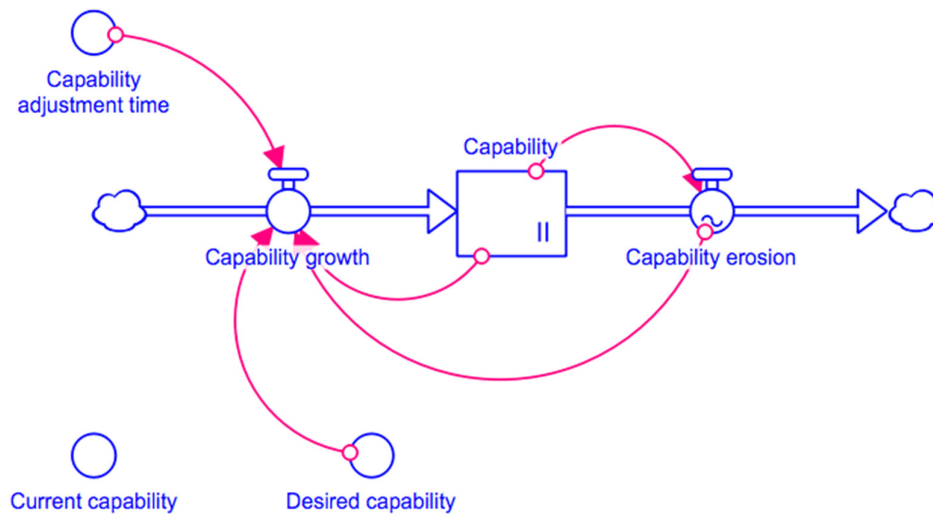 Capability
adjustment time
Capability
Capability growth
Capability erosion
Current capability
Desired capability